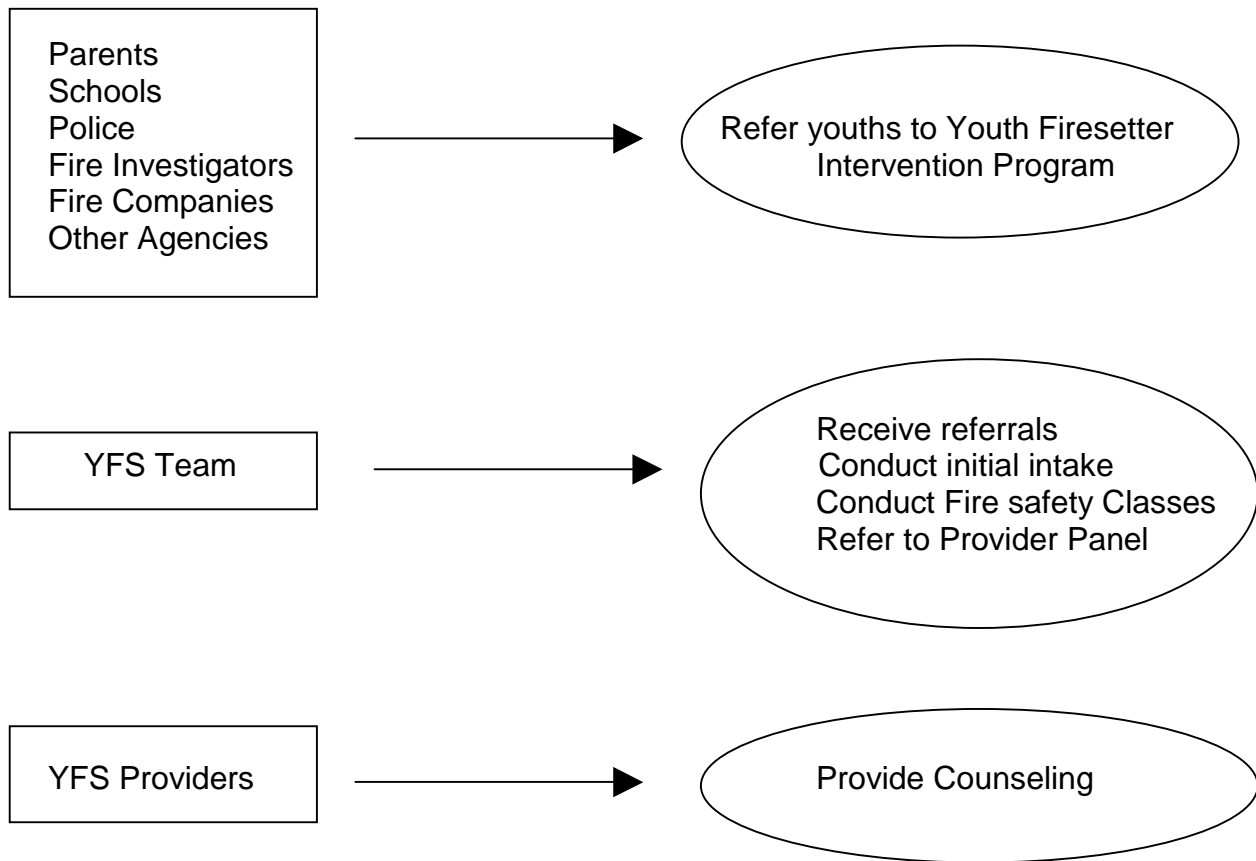 Parents
Schools
Police
Fire Investigators
Fire Companies
Other Agencies
Refer youths to Youth Firesetter
Intervention Program
YFS Team
Receive referrals
Conduct initial intake
Conduct Fire safety Classes
Refer to Provider Panel
YFS Providers
Provide Counseling